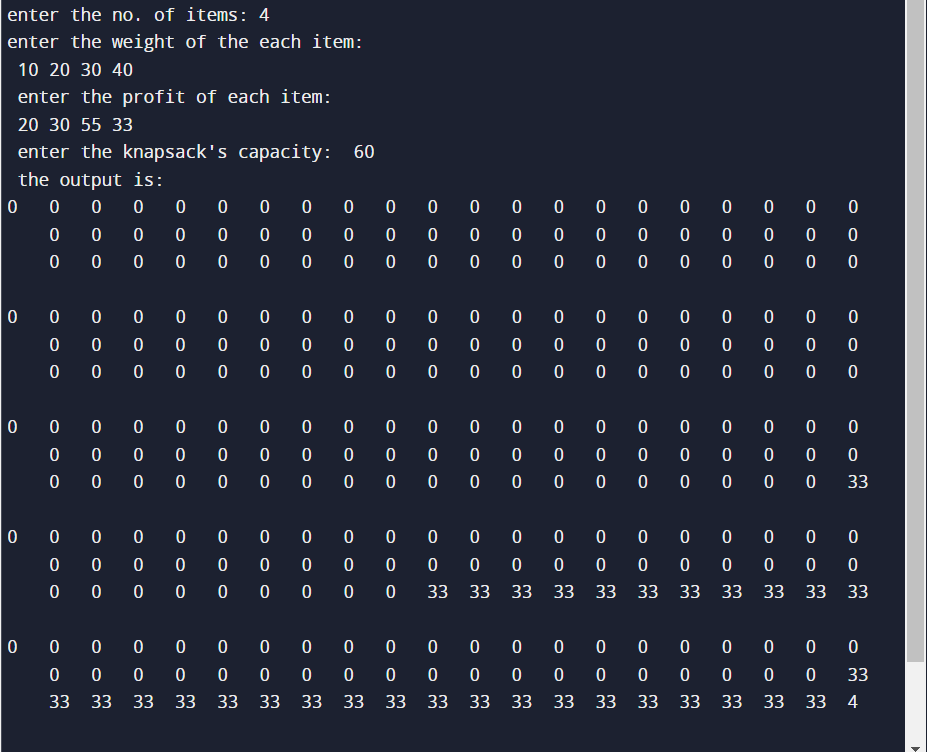 enter the no. of items: 4
enter the weight of the each item:
10 20 30 40
enter the profit of each item:
20 30 55 33
enter the knapsack's capacity:  60
the output is:
0 0 0 0 0 0 0 0 0 0 0 0 0 0 0 0 0 0 0 0 0
0 0 0 0 0 0 0 0 0 0 0 0 0 0 0 0 0 0 0 0
0 0 0 0 0 0 0 0 0 0 0 0 0 0 0 0 0 0 0 0
0 0 0 0 0 0 0 0 0 0 0 0 0 0 0 0 0 0 0 0 0
0 0 0 0 0 0 0 0 0 0 0 0 0 0 0 0 0 0 0 0
0 0 0 0 0 0 0 0 0 0 0 0 0 0 0 0 0 0 0 0
0 0 0 0 0 0 0 0 0 0 0 0 0 0 0 0 0 0 0 0 0
0 0 0 0 0 0 0 0 0 0 0 0 0 0 0 0 0 0 0 0
0 0 0 0 0 0 0 0 0 0 0 0 0 0 0 0 0 0 0 33
0 0 0 0 0 0 0 0 0 0 0 0 0 0 0 0 0 0 0 0 0
0 0 0 0 0 0 0 0 0 0 0 0 0 0 0 0 0 0 0 0
0 0 0 0 0 0 0 0 0 33 33 33 33 33 33 33 33 33 33 33
0 0 0 0 0 0 0 0 0 0 0 0 0 0 0 0 0 0 0 0 0
0 0 0 0 0 0 0 0 0 0 0 0 0 0 0 0 0 0 0 33
33 33 33 33 33 33 33 33 33 33 33 33 33 33 33 33 33 33 33 4